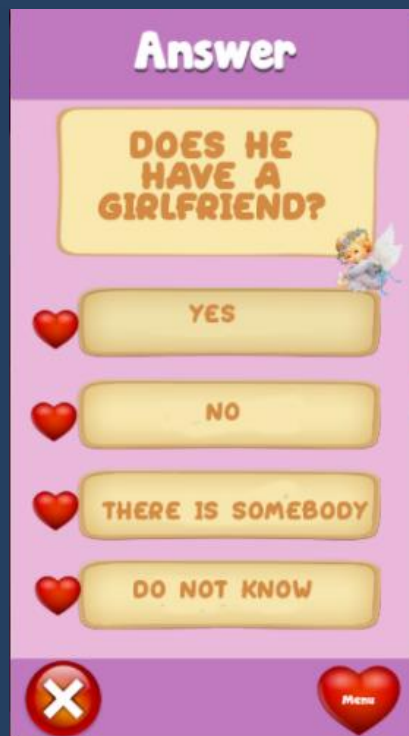 Answer
DOES HE
HAVE A
GIRLFRIEND?
YES
NO
THERE IS SOMEBODY
DO NOT KNOW
Menu